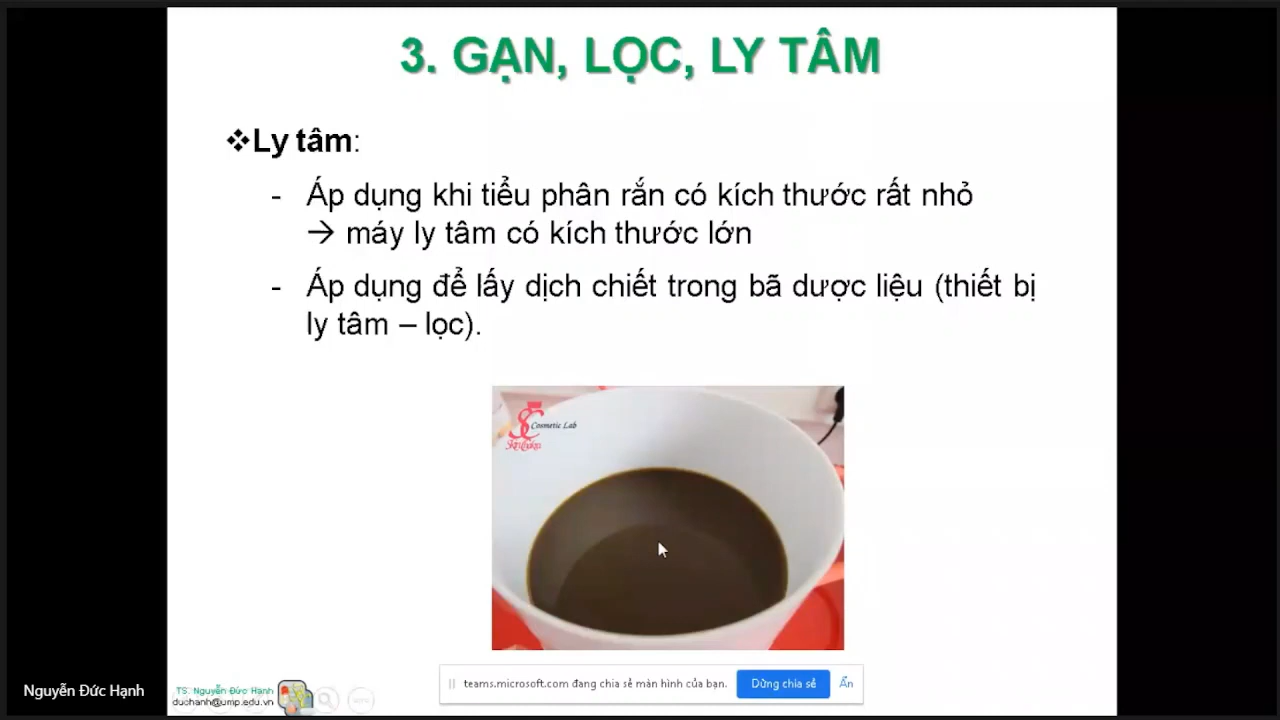 3. GẠN, LỌC, LY TÂM
❖Ly tâm:
- Áp dụng khi tiểu phân rắn có kích thước rất nhỏ
→ máy ly tâm có kích thước lớn
- Áp dụng để lấy dịch chiết trong bã dược liệu (thiết bị
ly tâm – lọc).
Cosmetic Lab
teams.microsoft.com đang chia sẻ màn hình của bạn.
Dừng chia sẻ
Ẩn
Nguyễn Đức Hạnh
TS. Nguyễn Đức Hạnh
duchanh@ump.edu.vn